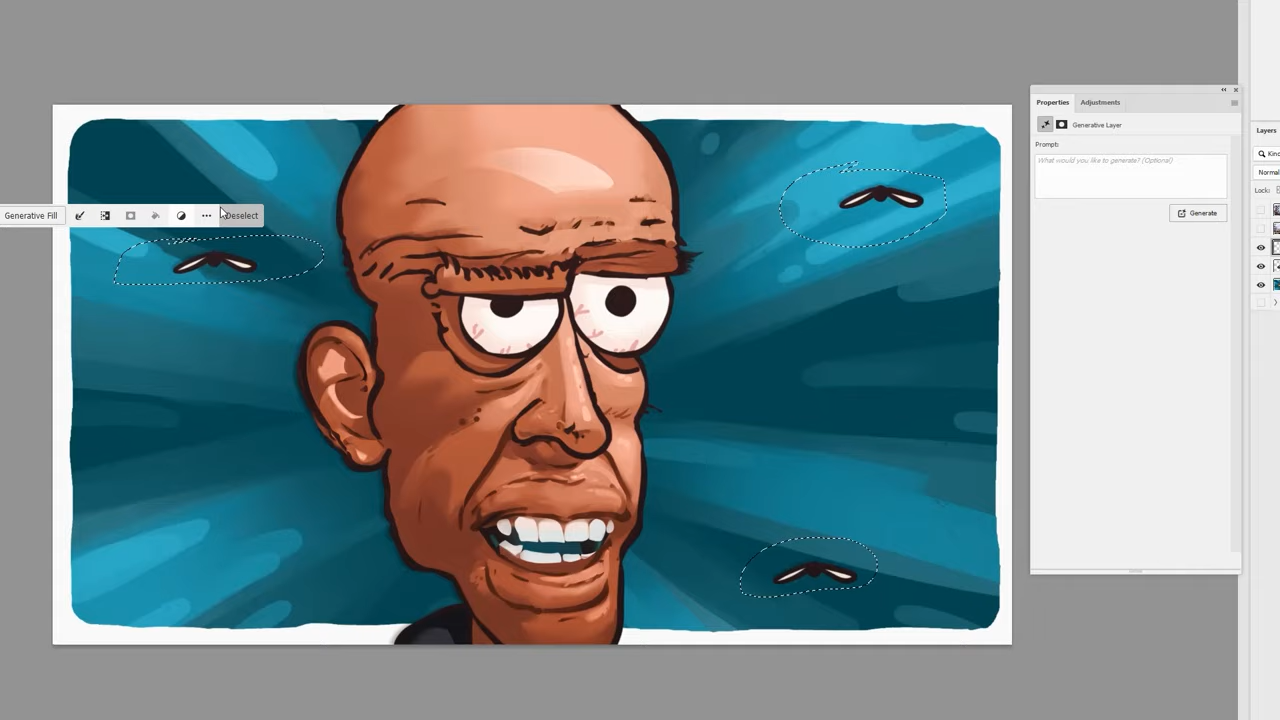 Properties
Adjustments
Generative Layer
Prompt:
What would you like to generate? (Optional)
Generate
Generative Fill
Deselect
Layers
Normal
Lock: